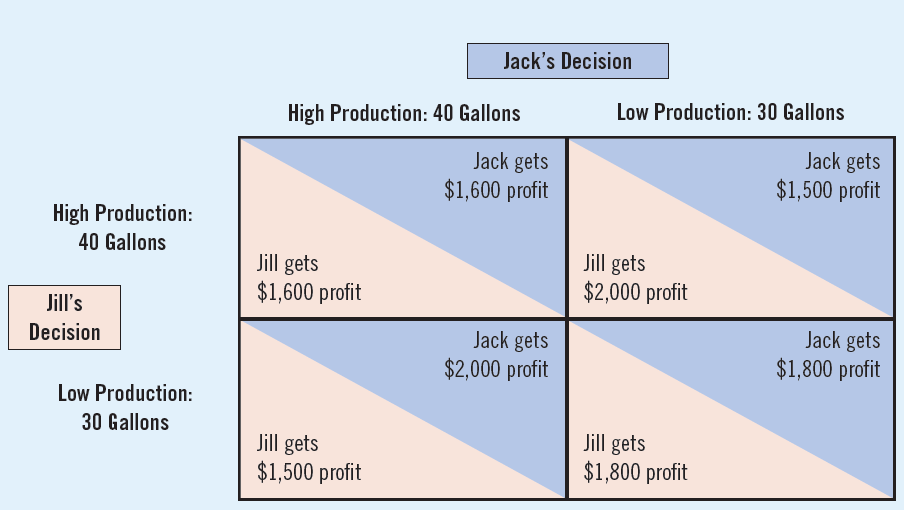 Jack's Decision
High Production: 40 Gallons
Low Production: 30 Gallons
High Production:
40 Gallons
Jack gets
$1,600 profit
Jill gets
$1,600 profit
Jack gets
$1,500 profit
Jill gets
$2,000 profit
Jill's
Decision
Low Production:
30 Gallons
Jack gets
$2,000 profit
Jill gets
$1,500 profit
Jack gets
$1,800 profit
Jill gets
$1,800 profit